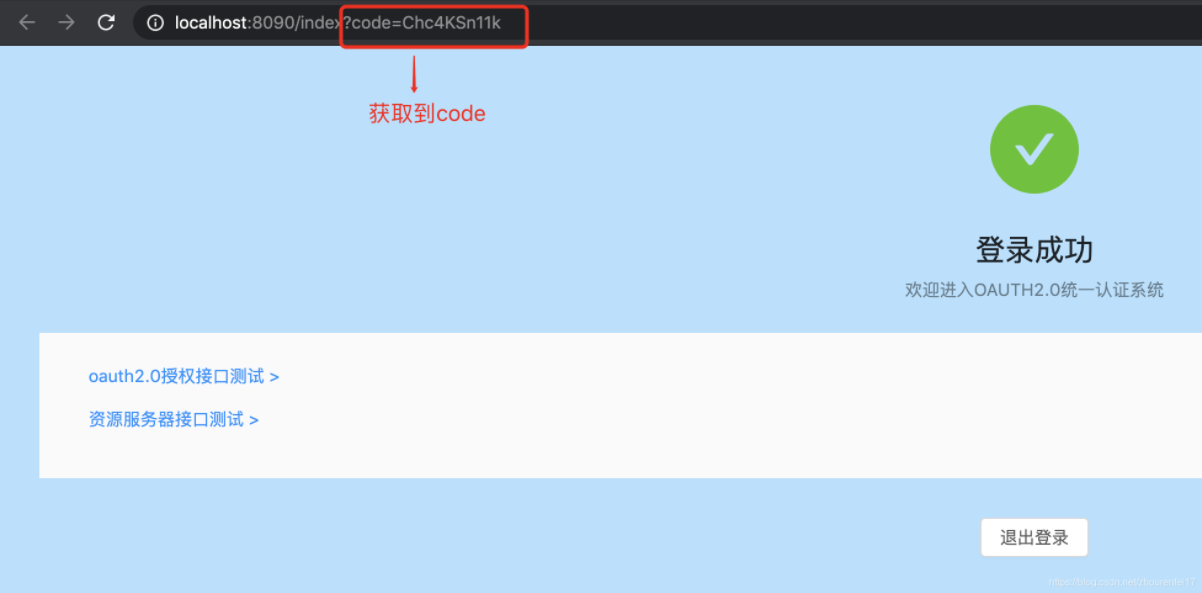 localhost:8090/index?code=Chc4KSn11k
获取到code
登录成功
欢迎进入OAUTH2.0统一认证系统
oauth2.0授权接口测试 >
资源服务器接口测试 >
退出登录
https://blog.csdn.net/zhourenfei17